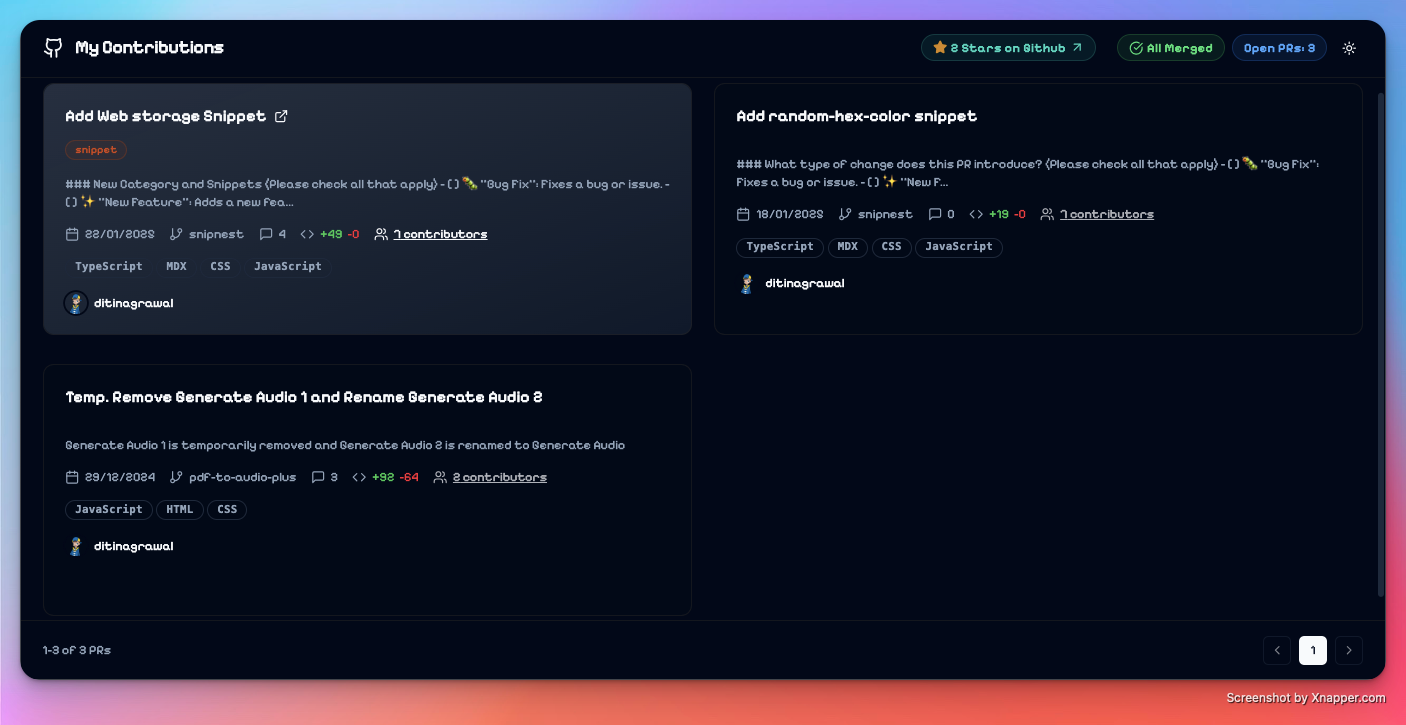 My Contributions
2 Stars on Github
All Merged
Open PRs: 3
Add Web storage Snippet
snippet
### New Category and Snippets (Please check all that apply) - [ ] 🐛 "Bug Fix": Fixes a bug or issue. -
[ ] ✨ "New Feature": Adds a new fea...
22/01/2025 snipnest 4 +49 -0 7 contributors
TypeScript MDX CSS JavaScript
ditinagrawal
Add random-hex-color snippet
### What type of change does this PR introduce? (Please check all that apply) - [ ] 🐛 "Bug Fix":
Fixes a bug or issue. - [ ] ✨ "New F...
18/01/2025 snipnest 0 +19 -0 7 contributors
TypeScript MDX CSS JavaScript
ditinagrawal
Temp. Remove Generate Audio 1 and Rename Generate Audio 2
Generate Audio 1 is temporarily removed and Generate Audio 2 is renamed to Generate Audio
29/12/2024 pdf-to-audio-plus 3 +92 -64 2 contributors
JavaScript HTML CSS
ditinagrawal
1-3 of 3 PRs
1
Screenshot by Xnapper.com